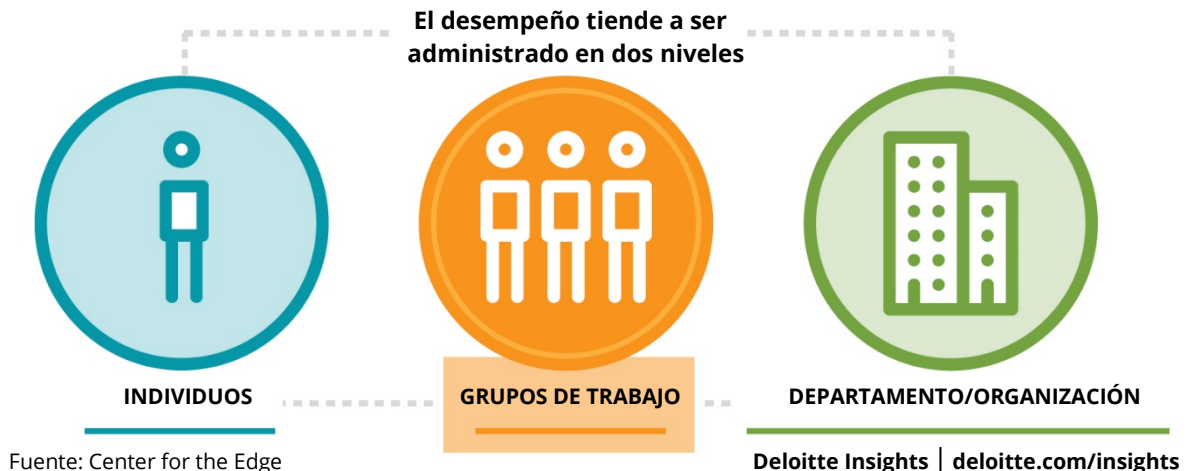 El desempeño tiende a ser
administrado en dos niveles
INDIVIDUOS
GRUPOS DE TRABAJO
DEPARTAMENTO/ORGANIZACIÓN
Fuente: Center for the Edge
Deloitte Insights | deloitte.com/insights